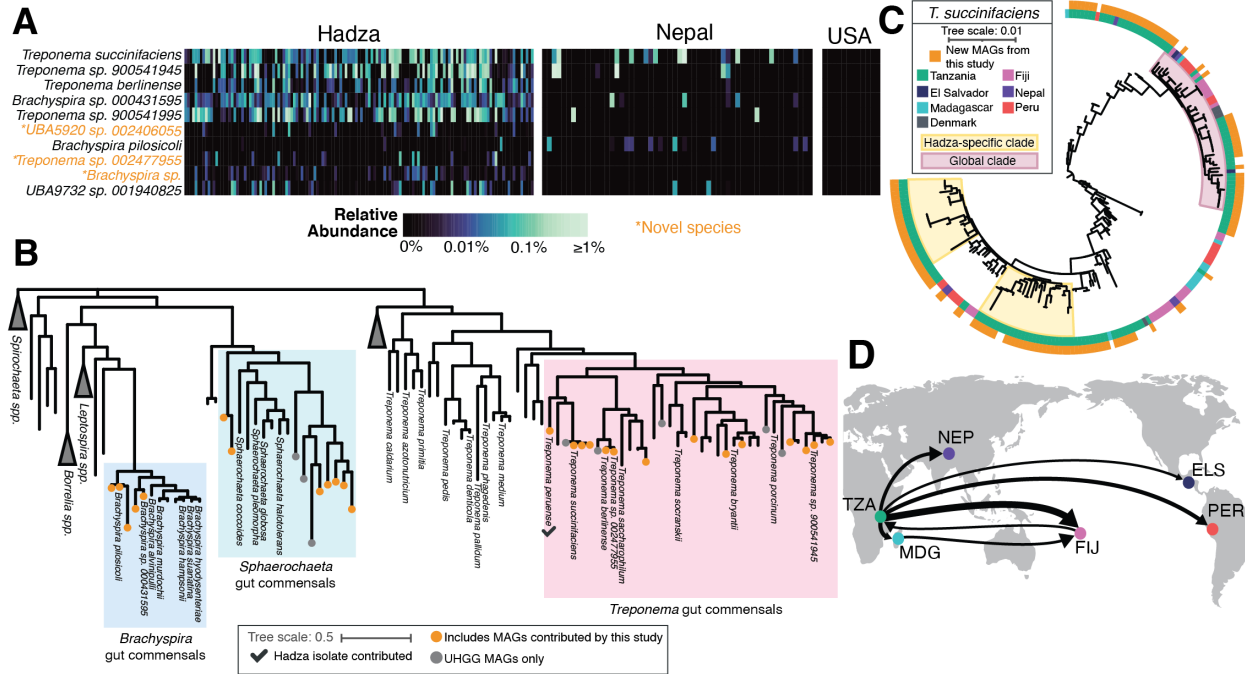 A
Hadza
Nepal
USA
Treponema succinifaciens
Treponema sp. 900541945
Treponema berlinense
Brachyspira sp. 000431595
Treponema sp. 900541995
*UBA5920 sp. 002406055
Brachyspira pilosicoli
*Treponema sp. 002477955
*Brachyspira sp.
UBA9732 sp. 001940825
Relative
Abundance
0%
0.01%
0.1%
≥1%
*Novel species
B
Spirochaeta spp.
Borrelia spp.
Leptospira spp.
Brachyspira pilosicoli
Brachyspira sp. 000431595
Brachyspira alvinipulli
Brachyspira murdochii
Brachyspira hampsonii
Brachyspira suanatina
Brachyspira hyodysenteriae
Brachyspira
gut commensals
Sphaerochaeta coccoides
Sphaerochaeta pleomorpha
Sphaerochaeta globosa
Sphaerochaeta halotolerans
Sphaerochaeta
gut commensals
Treponema caldarium
Treponema azotonutricium
Treponema primitia
Treponema pedis
Treponema denticola
Treponema pallidum
Treponema phagedenis
Treponema medium
Treponema peruense
Treponema succinifaciens
Treponema berlinense
Treponema sp. 002477955
Treponema saccharophilum
Treponema socranskii
Treponema bryantii
Treponema porcinum
Treponema sp. 900541945
Treponema gut commensals
Tree scale: 0.5
Hadza isolate contributed
Includes MAGs contributed by this study
UHGG MAGs only
C
T. succinifaciens
Tree scale: 0.01
New MAGs from
this study
Tanzania
Fiji
El Salvador
Nepal
Madagascar
Peru
Denmark
Hadza-specific clade
Global clade
D
NEP
TZA
MDG
FIJ
ELS
PER